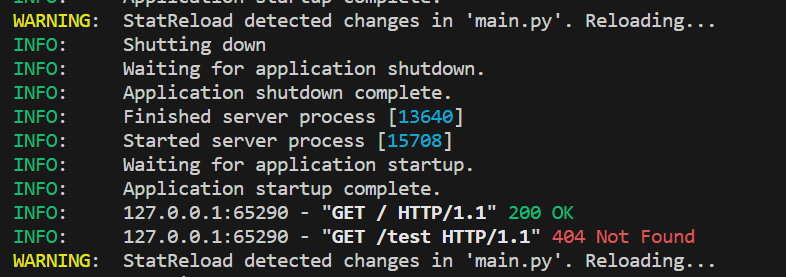 Application startup complete.
WARNING:  StatReload detected changes in 'main.py'. Reloading...
INFO:     Shutting down
INFO:     Waiting for application shutdown.
INFO:     Application shutdown complete.
INFO:     Finished server process [13640]
INFO:     Started server process [15708]
INFO:     Waiting for application startup.
INFO:     Application startup complete.
INFO:     127.0.0.1:65290 - "GET / HTTP/1.1" 200 OK
INFO:     127.0.0.1:65290 - "GET /test HTTP/1.1" 404 Not Found
WARNING:  StatReload detected changes in 'main.py'. Reloading...